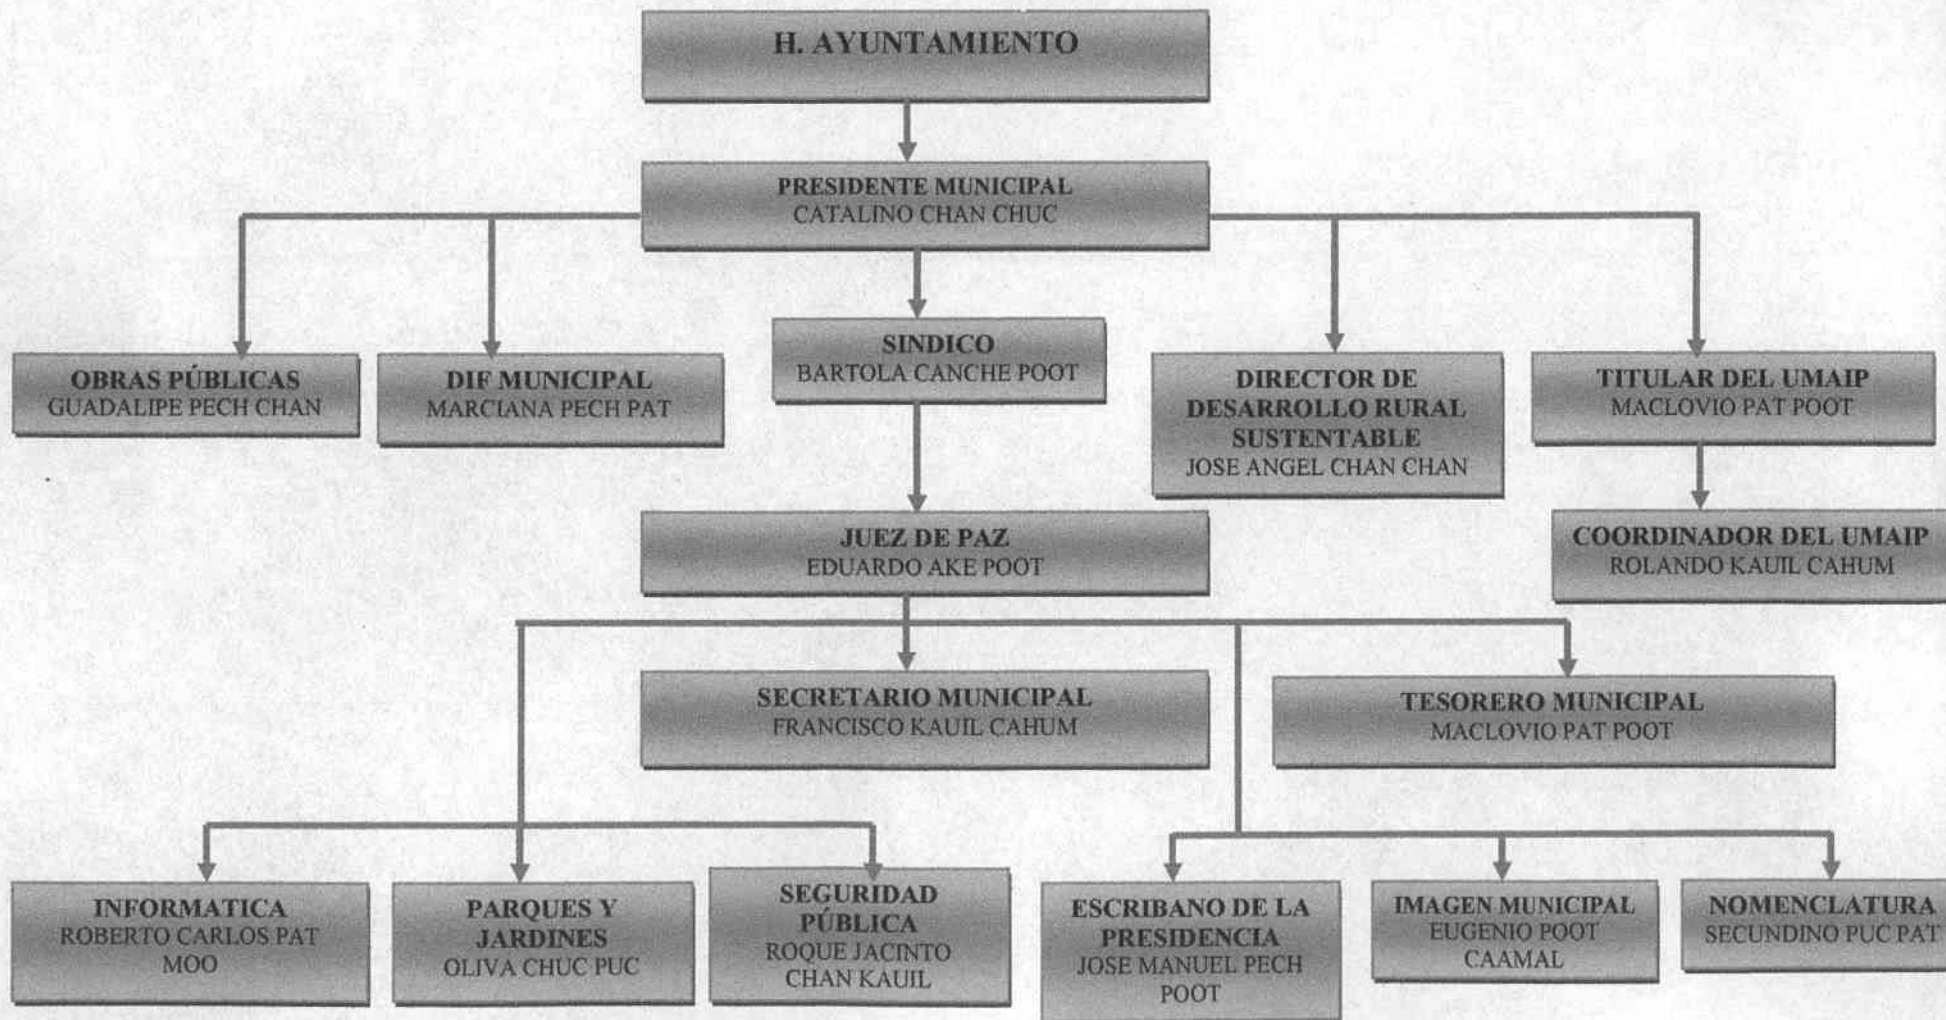 H. AYUNTAMIENTO
PRESIDENTE MUNICIPAL
CATALINO CHAN CHUC
OBRAS PÚBLICAS
GUADALIPE PECH CHAN
DIF MUNICIPAL
MARCIANA PECH PAT
SINDICO
BARTOLA CANCHE POOT
DIRECTOR DE
DESARROLLO RURAL
SUSTENTABLE
JOSE ANGEL CHAN CHAN
TITULAR DEL UMAIP
MACLOVIO PAT POOT
JUEZ DE PAZ
EDUARDO AKE POOT
COORDINADOR DEL UMAIP
ROLANDO KAUIL CAHUM
SECRETARIO MUNICIPAL
FRANCISCO KAUIL CAHUM
TESORERO MUNICIPAL
MACLOVIO PAT POOT
INFORMATICA
ROBERTO CARLOS PAT
MOO
PARQUES Y
JARDINES
OLIVA CHUC PUC
SEGURIDAD
PÚBLICA
ROQUE JACINTO
CHAN KAUIL
ESCRIBANO DE LA
PRESIDENCIA
JOSE MANUEL PECH
POOT
IMAGEN MUNICIPAL
EUGENIO POOT
CAAMAL
NOMENCLATURA
SECUNDINO PUC PAT